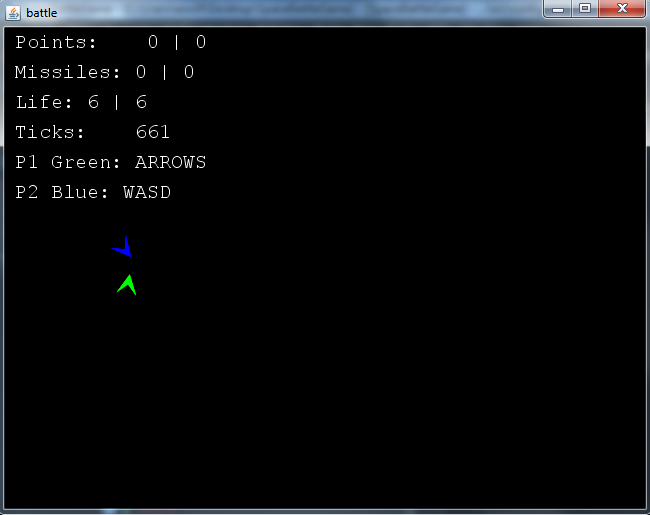 battle
Points: 0 | 0
Missiles: 0 | 0
Life: 6 | 6
Ticks: 661
P1 Green: ARROWS
P2 Blue: WASD